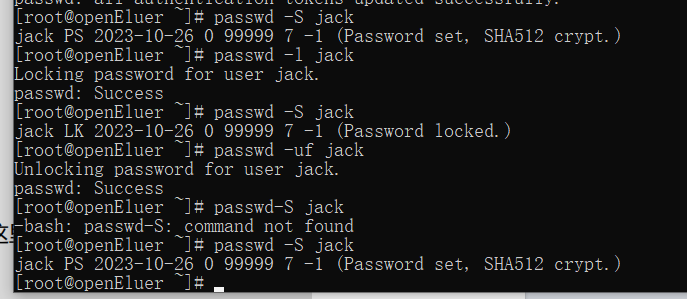 passwd: all authentication tokens updated successfully.
[root@openEluer ~]# passwd -S jack
jack PS 2023-10-26 0 99999 7 -1 (Password set, SHA512 crypt.)
[root@openEluer ~]# passwd -l jack
Locking password for user jack.
passwd: Success
[root@openEluer ~]# passwd -S jack
jack LK 2023-10-26 0 99999 7 -1 (Password locked.)
[root@openEluer ~]# passwd -uf jack
Unlocking password for user jack.
passwd: Success
[root@openEluer ~]# passwd-S jack
-bash: passwd-S: command not found
这里
[root@openEluer ~]# passwd -S jack
jack PS 2023-10-26 0 99999 7 -1 (Password set, SHA512 crypt.)
[root@openEluer ~]#